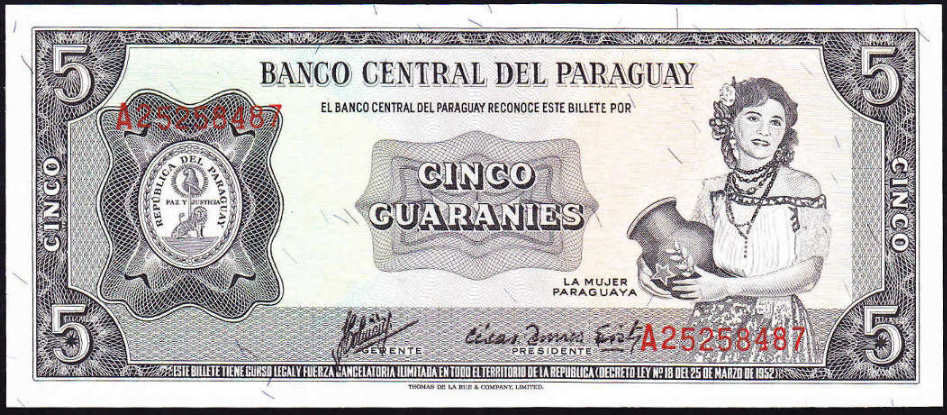 5
5
BANCO CENTRAL DEL PARAGUAY
EL BANCO CENTRAL DEL PARAGUAY RECONOCE ESTE BILLETE POR
A25258487
REPÚBLICA DEL PARAGUAY
PAZ Y JUSTICIA
CINCO
CINCO
CINCO
GUARANIES
LA MUJER
PARAGUAYA
5
5
GERENTE
PRESIDENTE
A25258487
ESTE BILLETE TIENE CURSO LEGAL Y FUERZA CANCELATORIA ILIMITADA EN TODO EL TERRITORIO DE LA REPUBLICA (DECRETO LEY Nº 18 DEL 25 DE MARZO DE 1952)
THOMAS DE LA RUE & COMPANY, LIMITED.